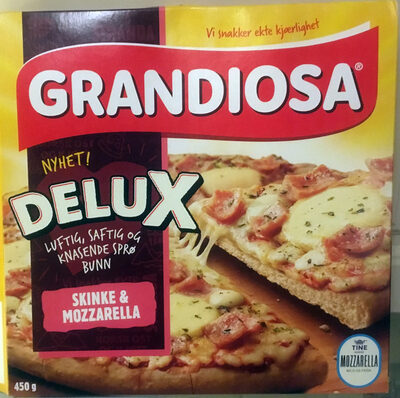 Vi snakker ekte kjærlighet
GRANDIOSA®
NYHET!
DELUX
LUFTIG, SAFTIG OG
KNASENDE SPRØ
BUNN
SKINKE &
MOZZARELLA
450 g
TINE
MOZZARELLA